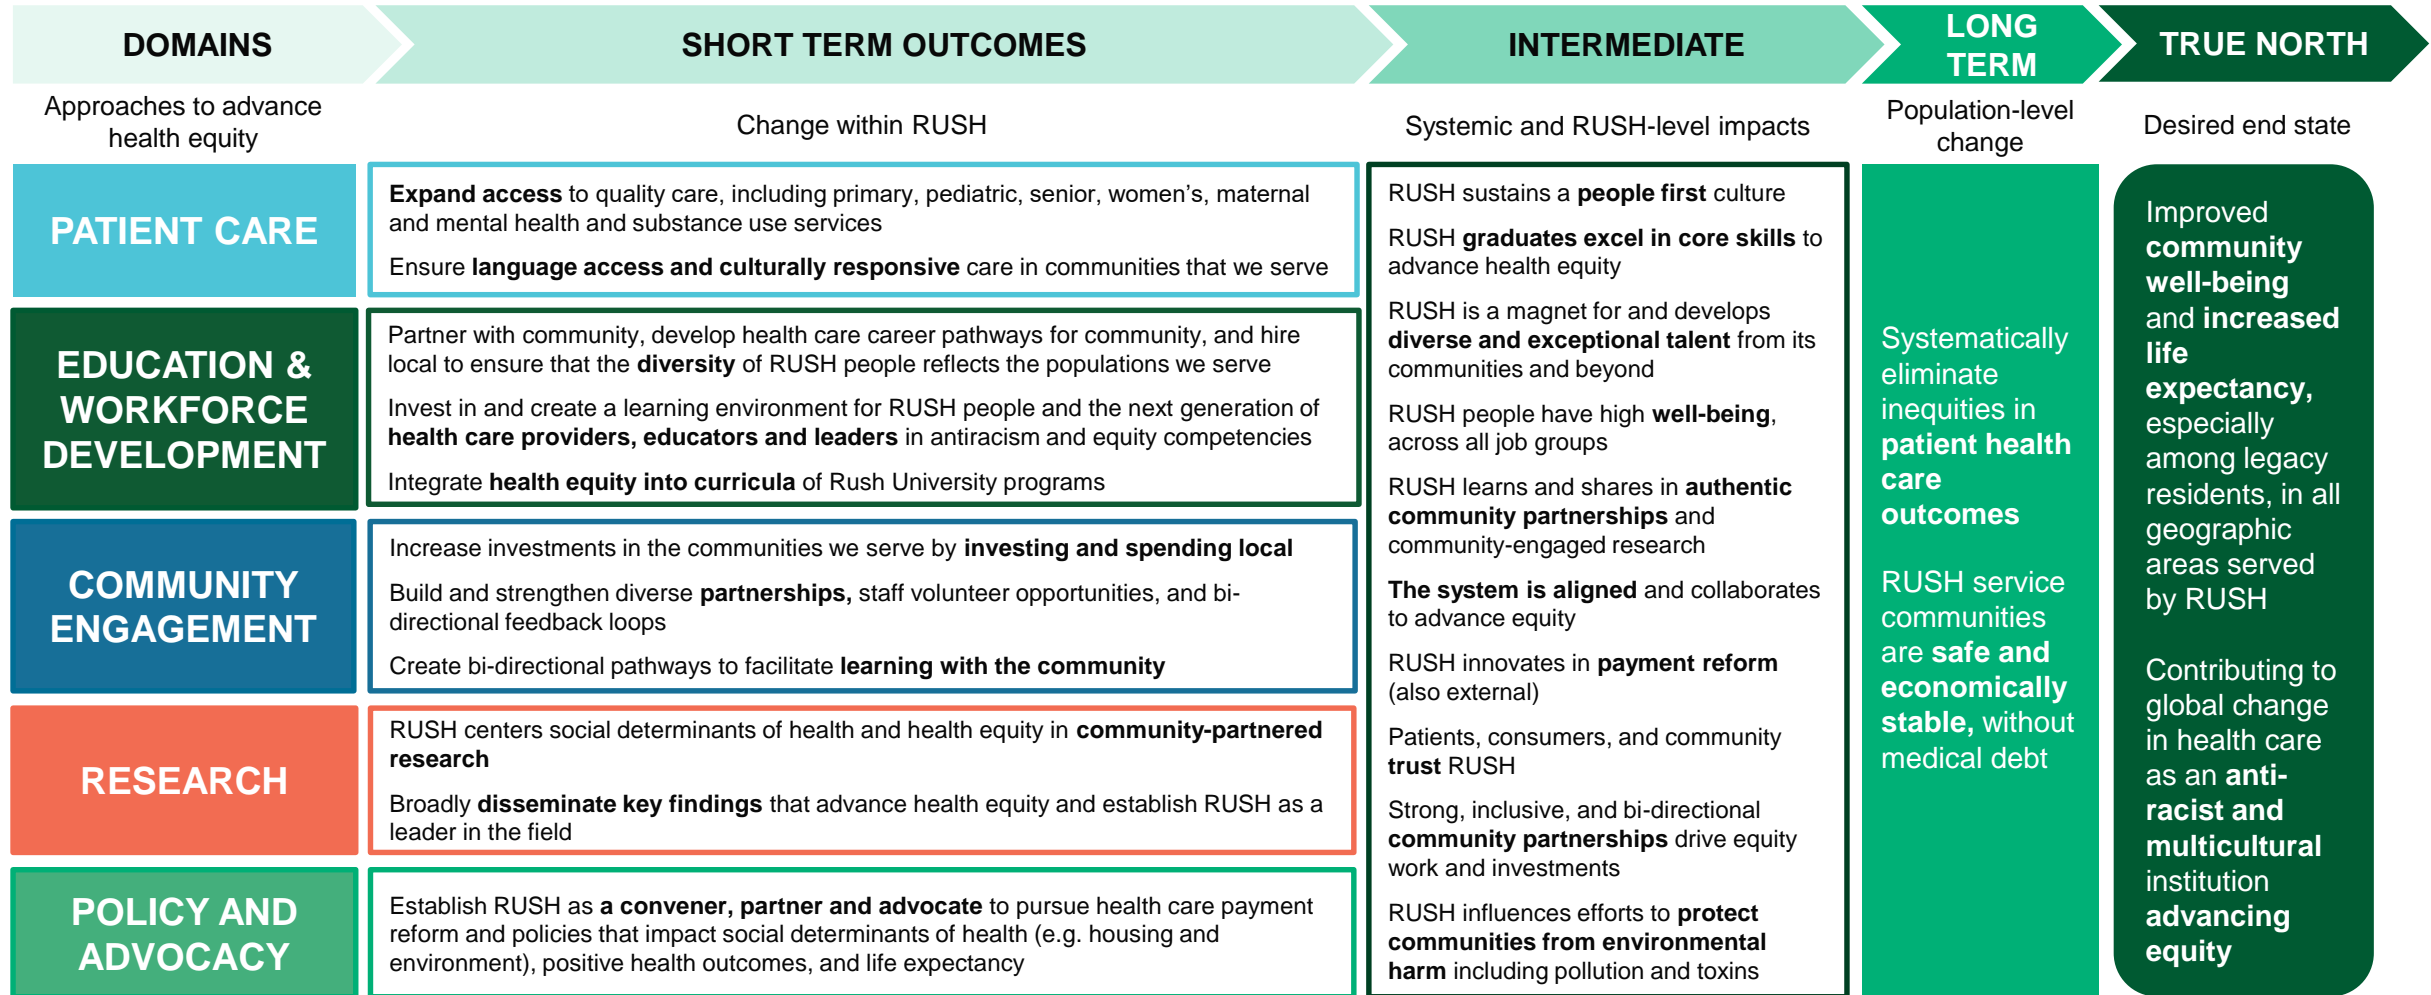 DOMAINS
SHORT TERM OUTCOMES
INTERMEDIATE
LONG
TERM
TRUE NORTH
Approaches to advance
health equity
Change within RUSH
Systemic and RUSH-level impacts
Population-level
change
Desired end state
PATIENT CARE
Expand access to quality care, including primary, pediatric, senior, women's, maternal
and mental health and substance use services
Ensure language access and culturally responsive care in communities that we serve
EDUCATION &
WORKFORCE
DEVELOPMENT
Partner with community, develop health care career pathways for community, and hire
local to ensure that the diversity of RUSH people reflects the populations we serve
Invest in and create a learning environment for RUSH people and the next generation of
health care providers, educators and leaders in antiracism and equity competencies
Integrate health equity into curricula of Rush University programs
COMMUNITY
ENGAGEMENT
Increase investments in the communities we serve by investing and spending local
Build and strengthen diverse partnerships, staff volunteer opportunities, and bi-
directional feedback loops
Create bi-directional pathways to facilitate learning with the community
RESEARCH
RUSH centers social determinants of health and health equity in community-partnered
research
Broadly disseminate key findings that advance health equity and establish RUSH as a
leader in the field
POLICY AND
ADVOCACY
Establish RUSH as a convener, partner and advocate to pursue health care payment
reform and policies that impact social determinants of health (e.g. housing and
environment), positive health outcomes, and life expectancy
RUSH sustains a people first culture
RUSH graduates excel in core skills to
advance health equity
RUSH is a magnet for and develops
diverse and exceptional talent from its
communities and beyond
RUSH people have high well-being,
across all job groups
RUSH learns and shares in authentic
community partnerships and
community-engaged research
The system is aligned and collaborates
to advance equity
RUSH innovates in payment reform
(also external)
Patients, consumers, and community
trust RUSH
Strong, inclusive, and bi-directional
community partnerships drive equity
work and investments
RUSH influences efforts to protect
communities from environmental
harm including pollution and toxins
Systematically
eliminate
inequities in
patient health
care
outcomes
RUSH service
communities
are safe and
economically
stable, without
medical debt
Improved
community
well-being
and increased
life
expectancy,
especially
among legacy
residents, in all
geographic
areas served
by RUSH
Contributing to
global change
in health care
as an anti-
racist and
multicultural
institution
advancing
equity